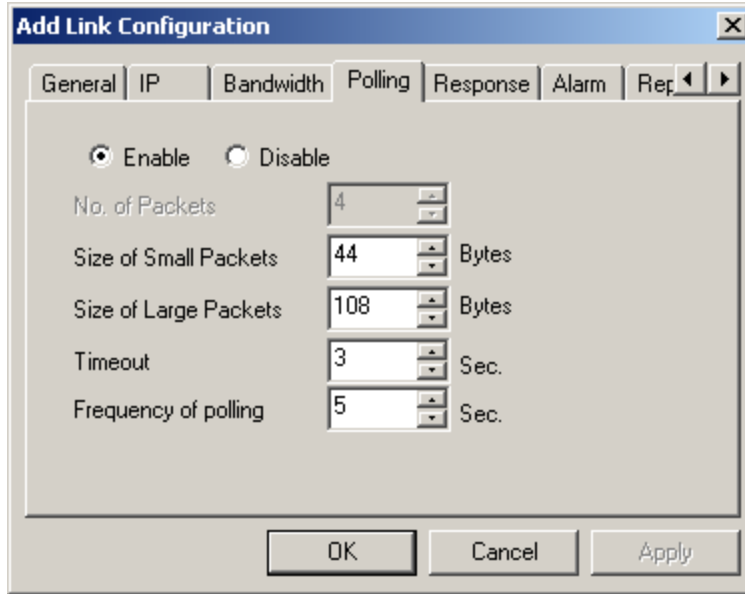 Add Link Configuration
General IP Bandwidth Polling Response Alarm Rep
Enable Disable
No. of Packets 4
Size of Small Packets 44 Bytes
Size of Large Packets 108 Bytes
Timeout 3 Sec.
Frequency of polling 5 Sec.
OK Cancel Apply